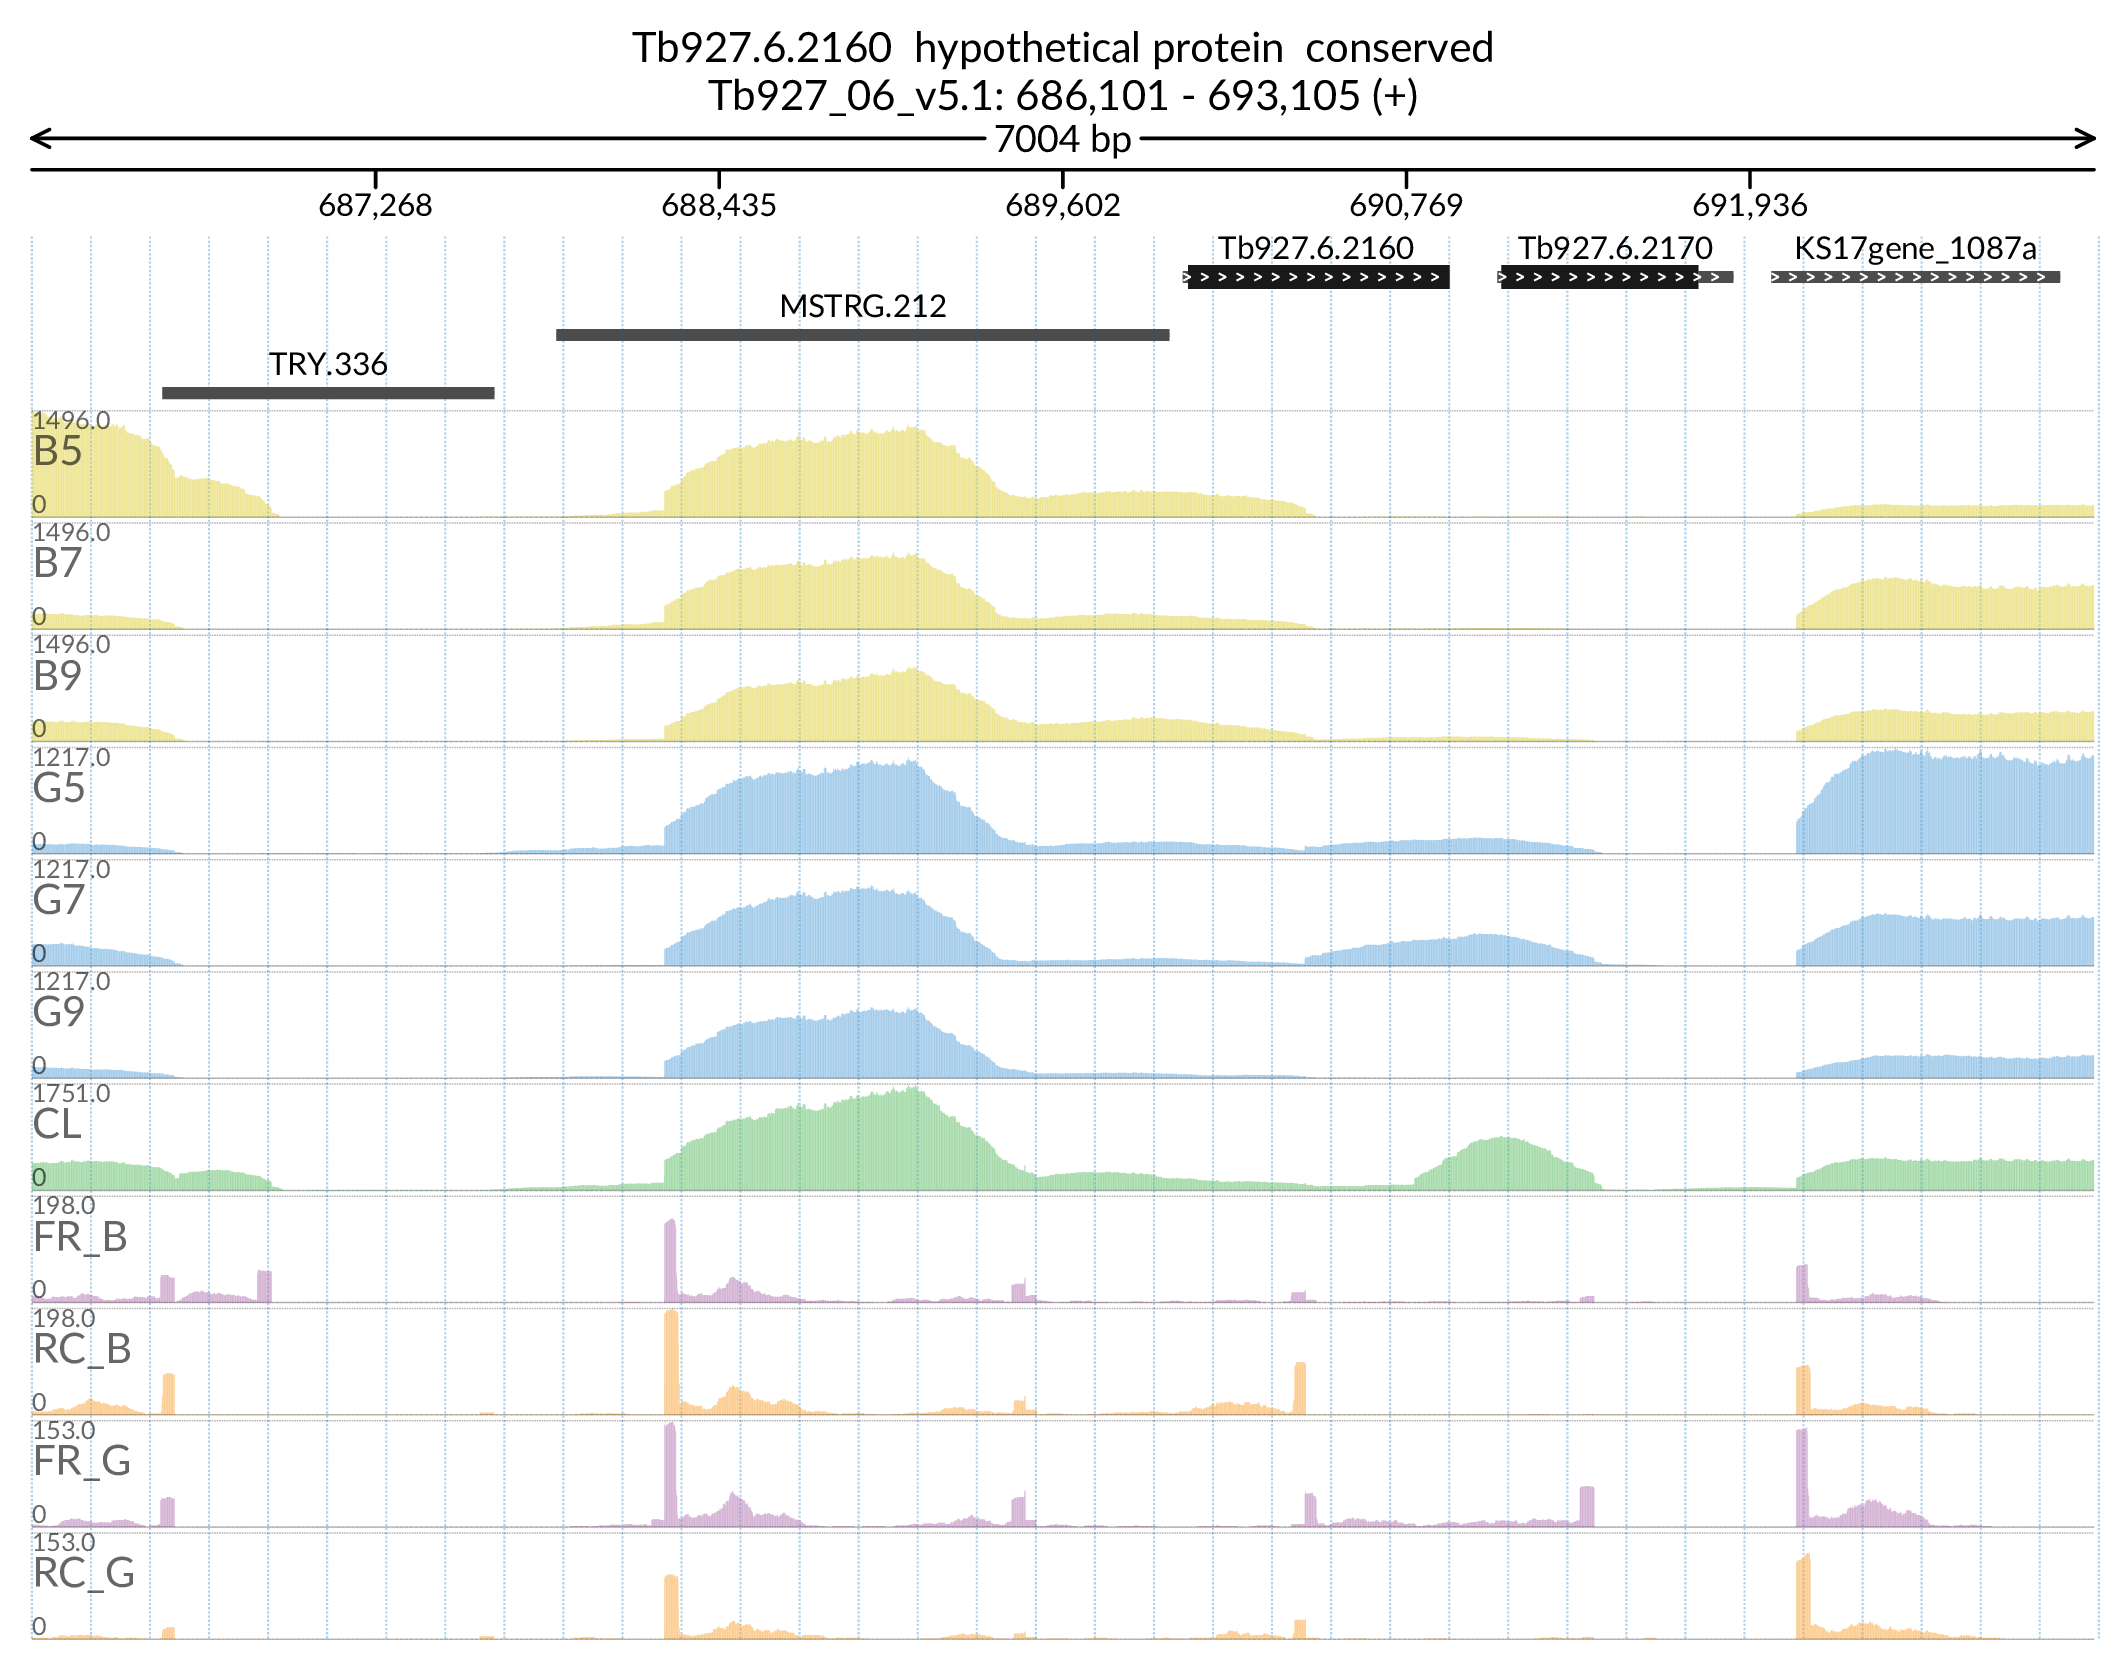 Tb927.6.2160  hypothetical protein  conserved
Tb927_06_v5.1: 686,101 - 693,105 (+)
7004 bp
687,268 688,435 689,602 690,769 691,936
Tb927.6.2160 Tb927.6.2170 KS17gene_1087a
MSTRG.212
TRY.336
1496.0
B5
0
1496.0
B7
0
1496.0
B9
0
1217.0
G5
0
1217.0
G7
0
1217.0
G9
0
1751.0
CL
0
198.0
FR_B
0
198.0
RC_B
0
153.0
FR_G
0
153.0
RC_G
0